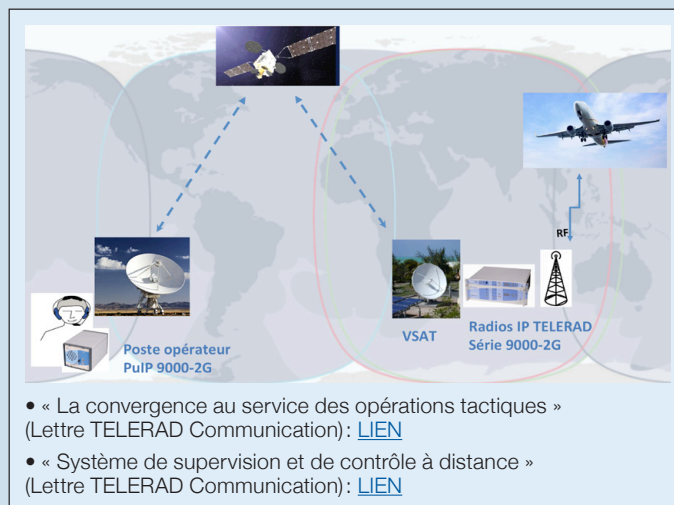 RF
VSAT
Radios IP TELERAD
Série 9000-2G
Poste opérateur
PuIP 9000-2G
• « La convergence au service des opérations tactiques »
(Lettre TELERAD Communication) : LIEN
• « Système de supervision et de contrôle à distance »
(Lettre TELERAD Communication) : LIEN